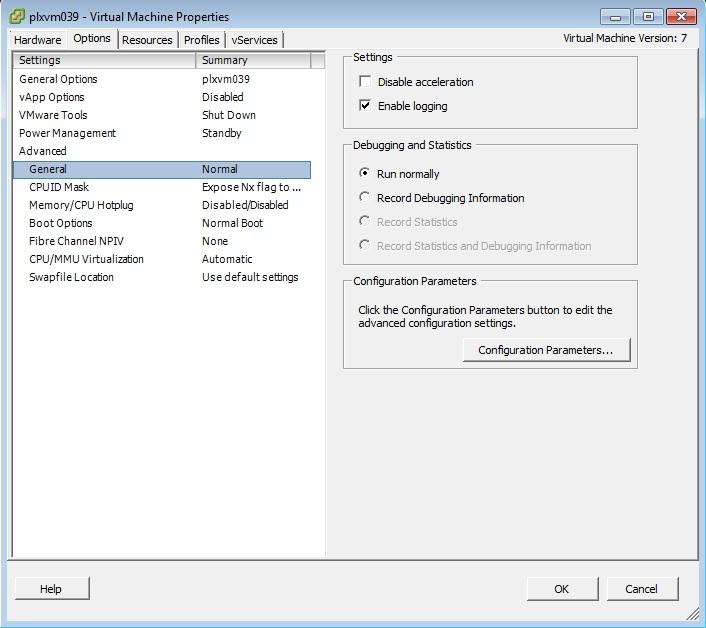 plxvm039 - Virtual Machine Properties
Hardware Options Resources Profiles vServices Virtual Machine Version: 7
Settings Summary
General Options plxvm039
vApp Options Disabled
VMware Tools Shut Down
Power Management Standby
Advanced
General Normal
CPUID Mask Expose Nx flag to ...
Memory/CPU Hotplug Disabled/Disabled
Boot Options Normal Boot
Fibre Channel NPIV None
CPU/MMU Virtualization Automatic
Swapfile Location Use default settings
Settings
Disable acceleration
Enable logging
Debugging and Statistics
Run normally
Record Debugging Information
Record Statistics
Record Statistics and Debugging Information
Configuration Parameters
Click the Configuration Parameters button to edit the
advanced configuration settings.
Configuration Parameters...
Help OK Cancel